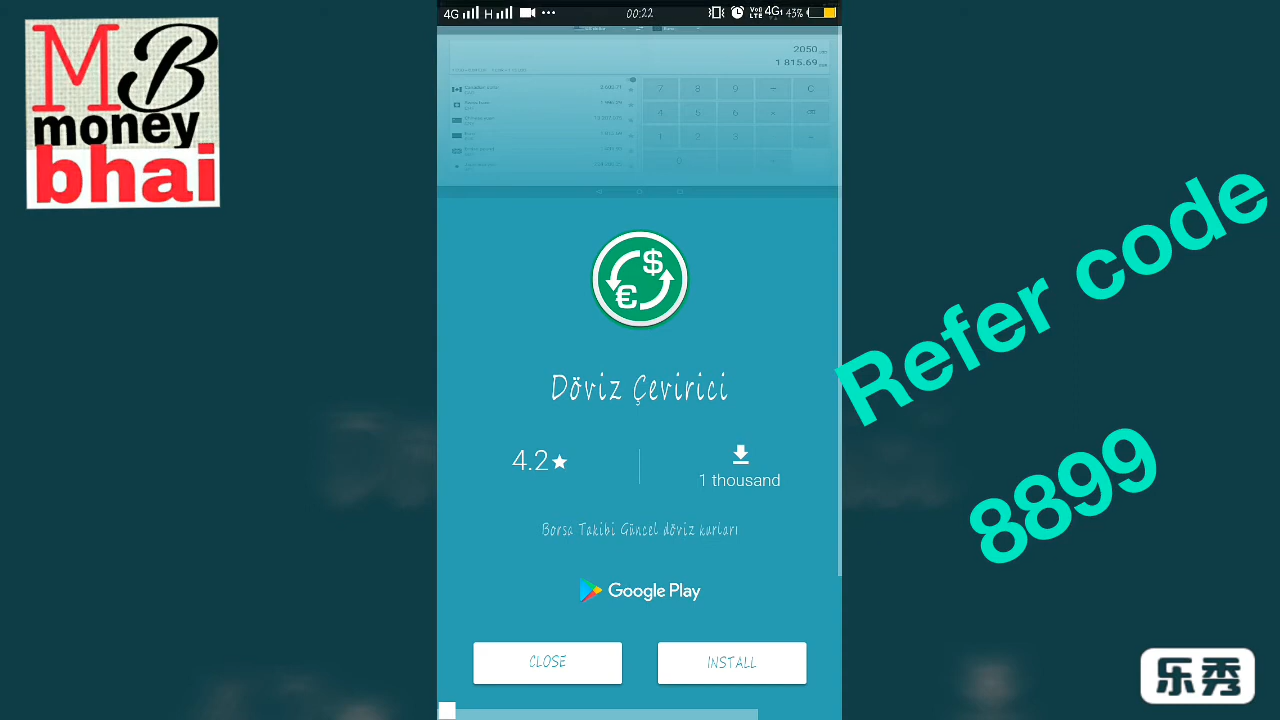 M B
money
bhai
4G H 00:22 4G
2050
1 815.69
7 8 9 - C
4 5 6
1 2 3
0
$
€
Döviz Çevirici
4.2★
1 thousand
Borsa Takibi Güncel döviz kurları
Google Play
CLOSE
INSTALL
Refer code
8899
乐秀